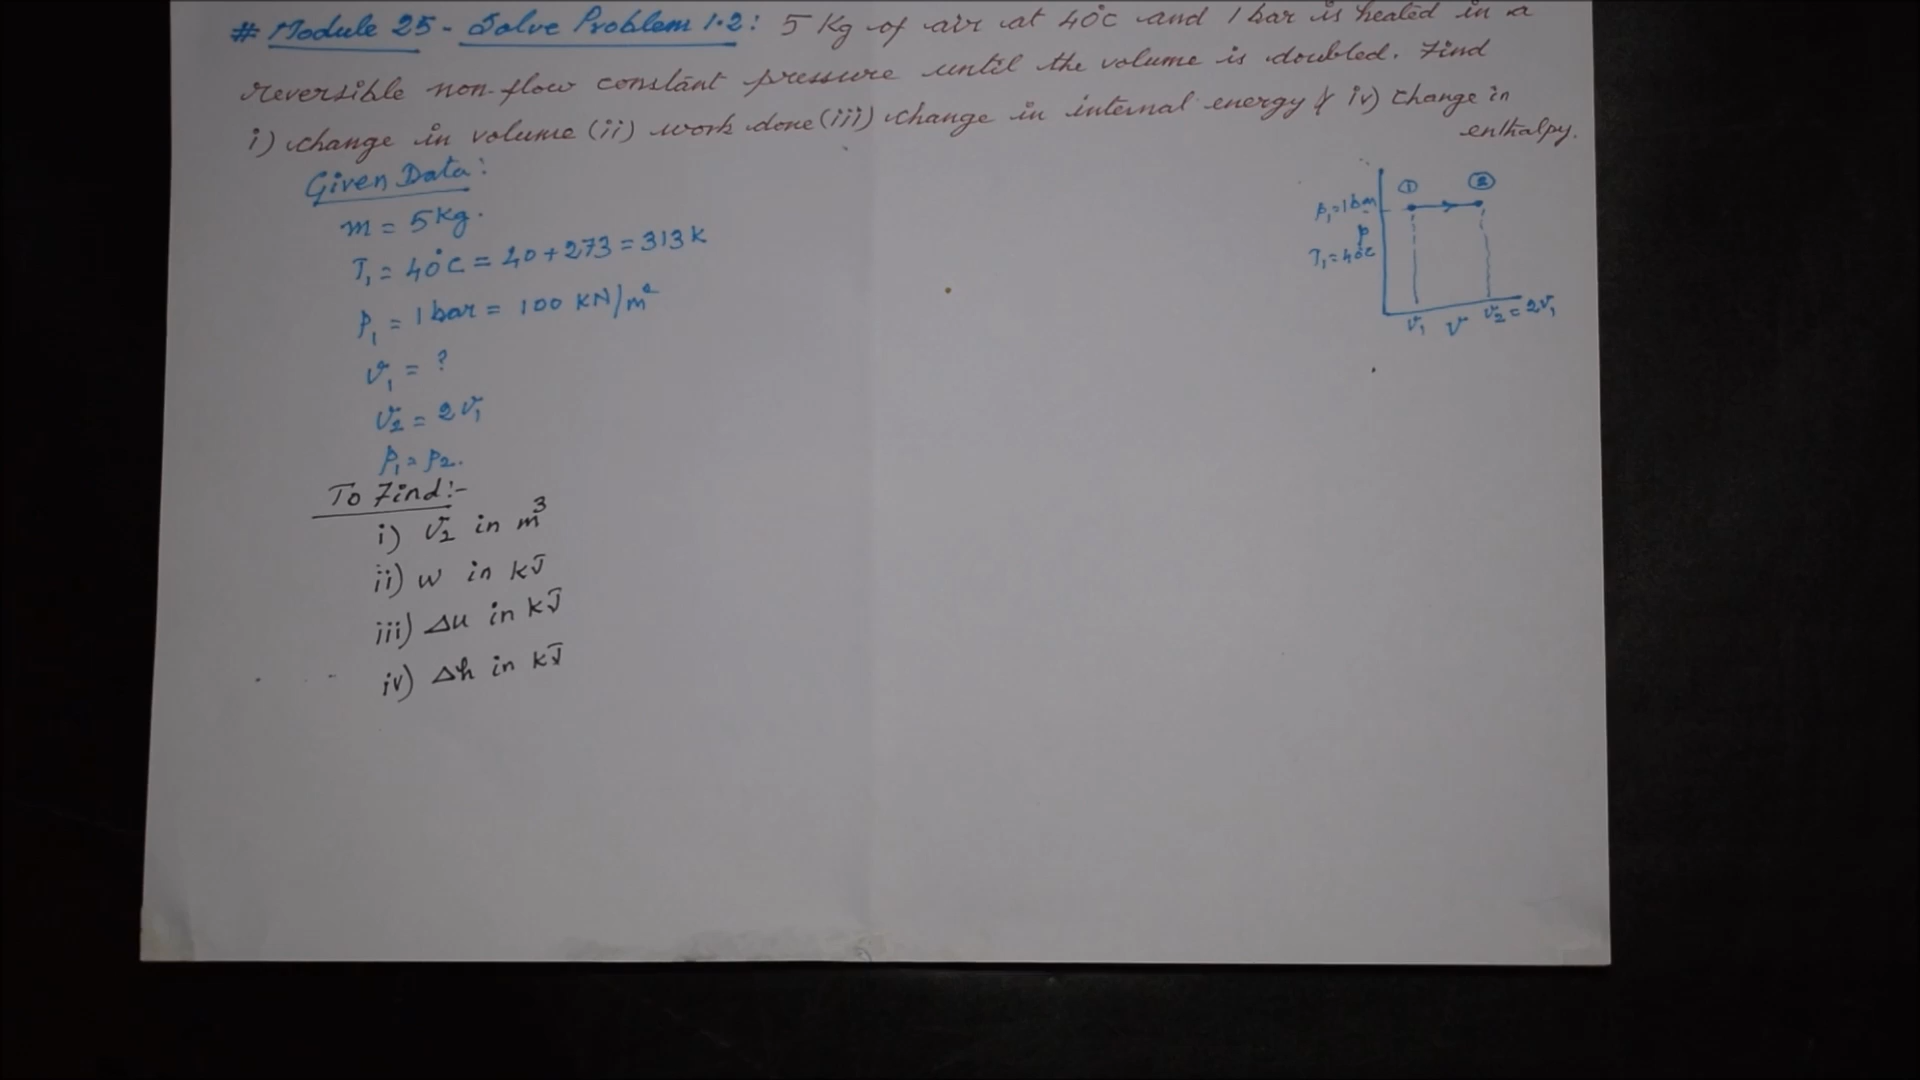 # Module 25 - Solve Problem 1.2: 5 Kg of air at 40°c and 1 bar is heated in a
reversible non-flow constant pressure until the volume is doubled. Find
i) change in volume (ii) work done (iii) change in internal energy & iv) change in
enthalpy.
Given Data:
m = 5 Kg.
T₁ = 40°c = 40 + 273 = 313 K
P₁ = 1 bar = 100 KN/m²
V₁ = ?
V₂ = 2V₁
P₁ = P₂.
To Find:-
i) V₂ in m³
ii) w in kJ
iii) Δu in kJ
iv) Δh in kJ
① ②
P₁=1bar
P
T₁=40°c
V₁ V V₂ = 2V₁